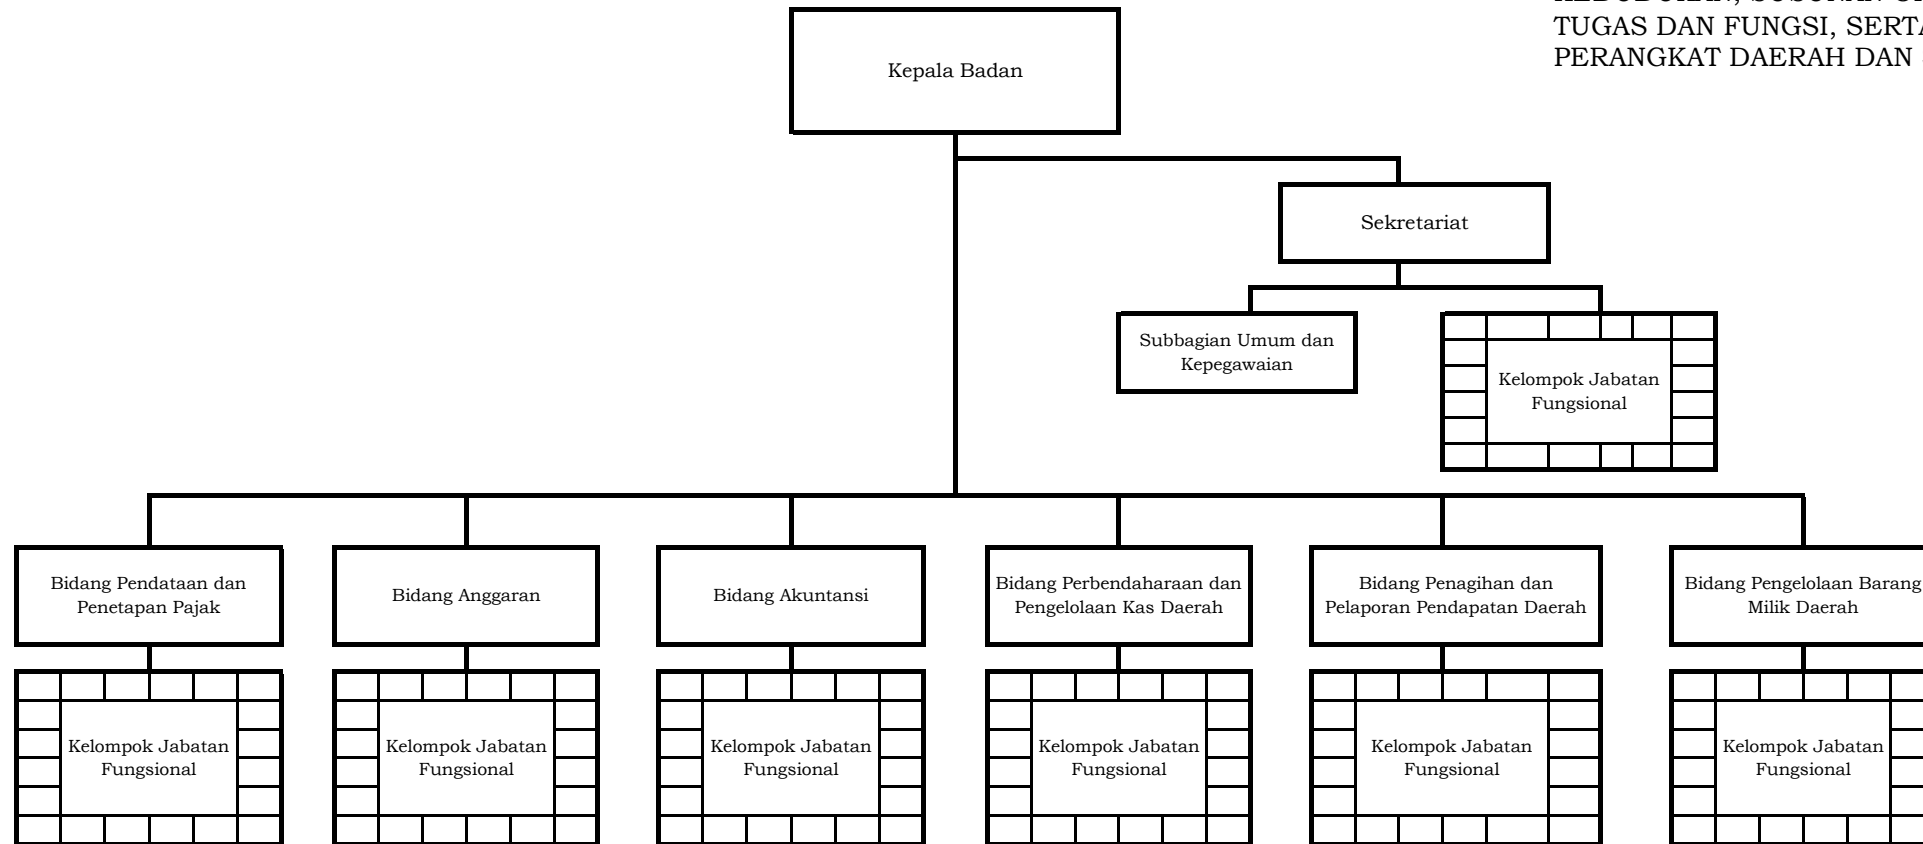 TUGAS DAN FUNGSI, SERTA
PERANGKAT DAERAH DAN
Kepala Badan
Sekretariat
Subbagian Umum dan
Kepegawaian
Kelompok Jabatan
Fungsional
Bidang Pendataan dan
Penetapan Pajak
Bidang Anggaran
Bidang Akuntansi
Bidang Perbendaharaan dan
Pengelolaan Kas Daerah
Bidang Penagihan dan
Pelaporan Pendapatan Daerah
Bidang Pengelolaan Barang
Milik Daerah
Kelompok Jabatan
Fungsional
Kelompok Jabatan
Fungsional
Kelompok Jabatan
Fungsional
Kelompok Jabatan
Fungsional
Kelompok Jabatan
Fungsional
Kelompok Jabatan
Fungsional